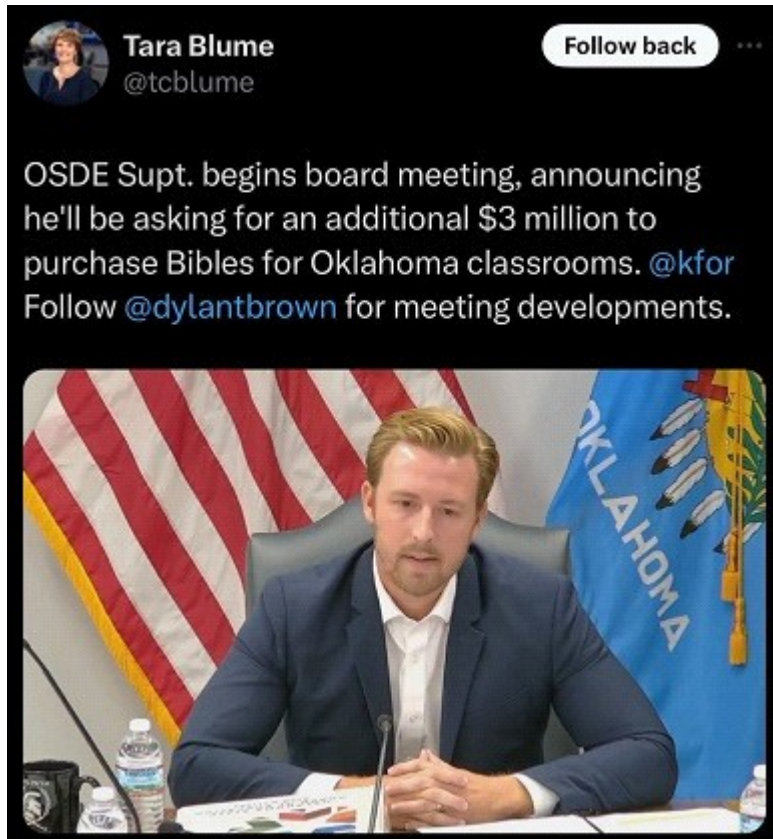 Tara Blume
Follow back
@tcblume
OSDE Supt. begins board meeting, announcing
he'll be asking for an additional $3 million to
purchase Bibles for Oklahoma classrooms. @kfor
Follow @dylantbrown for meeting developments.
OKLAHOMA